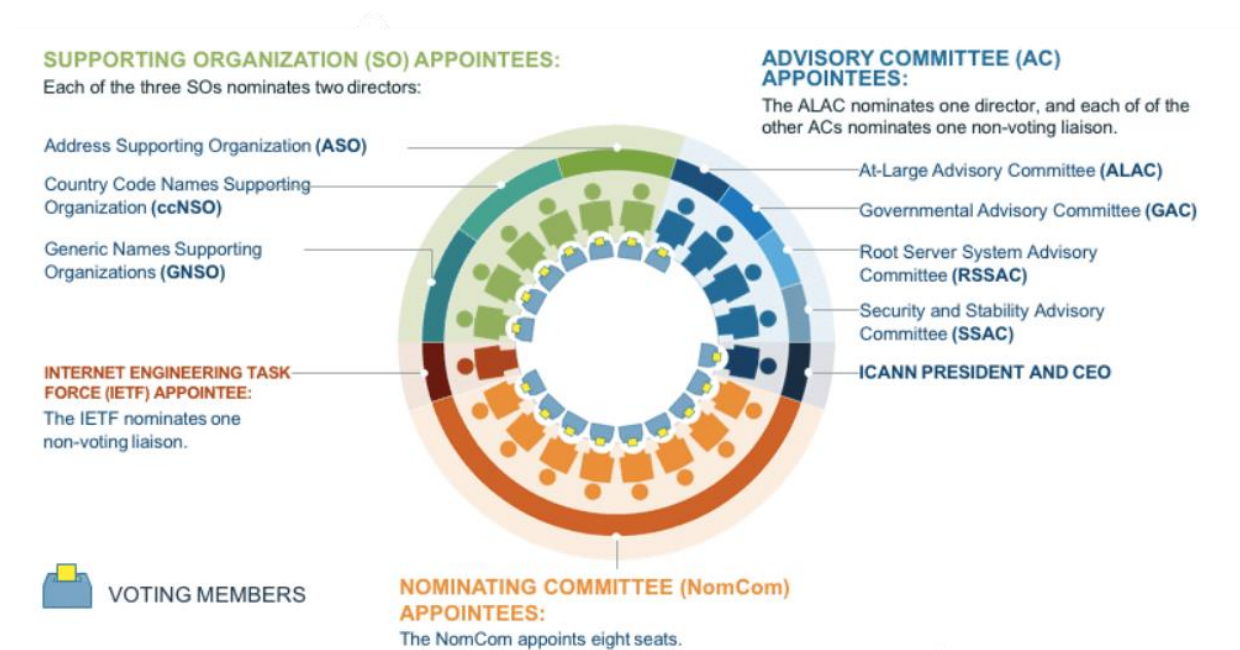 SUPPORTING ORGANIZATION (SO) APPOINTEES:
Each of the three SOs nominates two directors:
Address Supporting Organization (ASO)
Country Code Names Supporting
Organization (ccNSO)
Generic Names Supporting
Organizations (GNSO)
INTERNET ENGINEERING TASK
FORCE (IETF) APPOINTEE:
The IETF nominates one
non-voting liaison.
ADVISORY COMMITTEE (AC)
APPOINTEES:
The ALAC nominates one director, and each of of the
other ACs nominates one non-voting liaison.
At-Large Advisory Committee (ALAC)
Governmental Advisory Committee (GAC)
Root Server System Advisory
Committee (RSSAC)
Security and Stability Advisory
Committee (SSAC)
ICANN PRESIDENT AND CEO
VOTING MEMBERS
NOMINATING COMMITTEE (NomCom)
APPOINTEES:
The NomCom appoints eight seats.